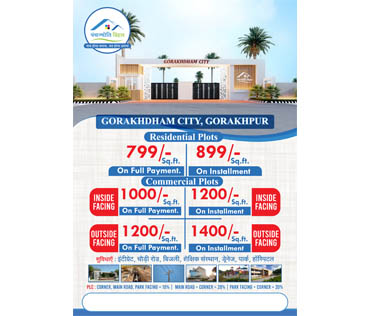 पंचज्योति विहार
GORAKHDHAM CITY
GORAKHDHAM CITY, GORAKHPUR
Residential Plots
799/- Sq.ft.
On Full Payment.
899/- Sq.ft.
On Installment
Commercial Plots
INSIDE FACING
1000/- Sq.ft.
On Full Payment.
1200/- Sq.ft.
On Installment
INSIDE FACING
OUTSIDE FACING
1200/- Sq.ft.
On Full Payment.
1400/- Sq.ft.
On Installment
OUTSIDE FACING
सुविधाएँ : इंटीग्रेट, चौड़ी रोड, बिजली, शैक्षिक संस्थान, ड्रेनेज, पार्क, हॉस्पिटल
PLC : CORNER, MAIN ROAD, PARK FACING = 10% | MAIN ROAD + CORNER = 20% | PARK FACING + CORNER = 20%